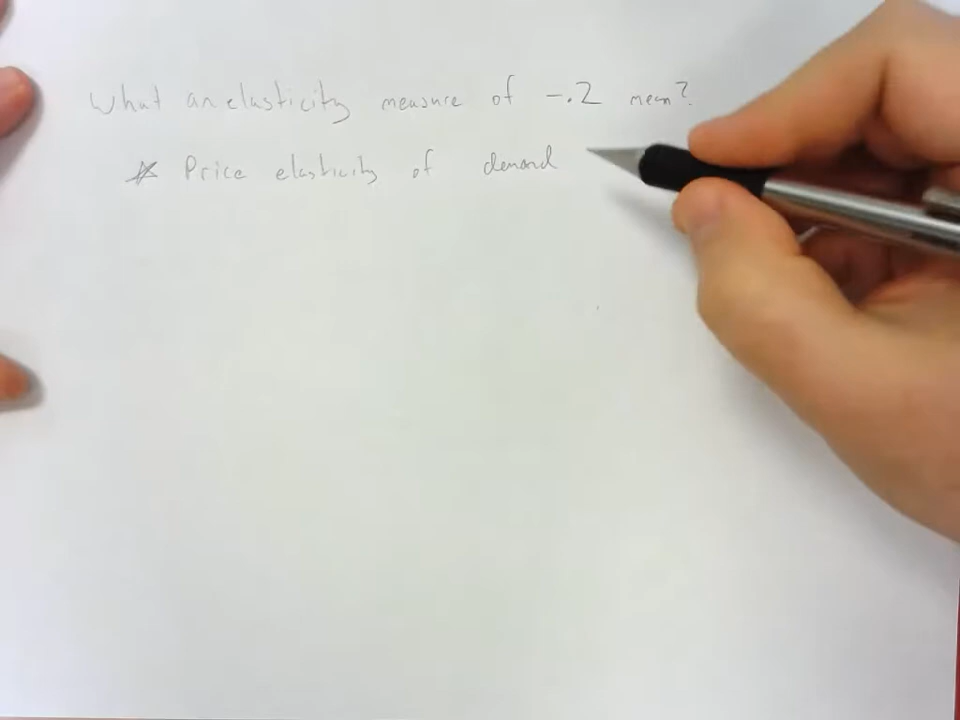 What an elasticity measure of -.2 mean?
* Price elasticity of demand